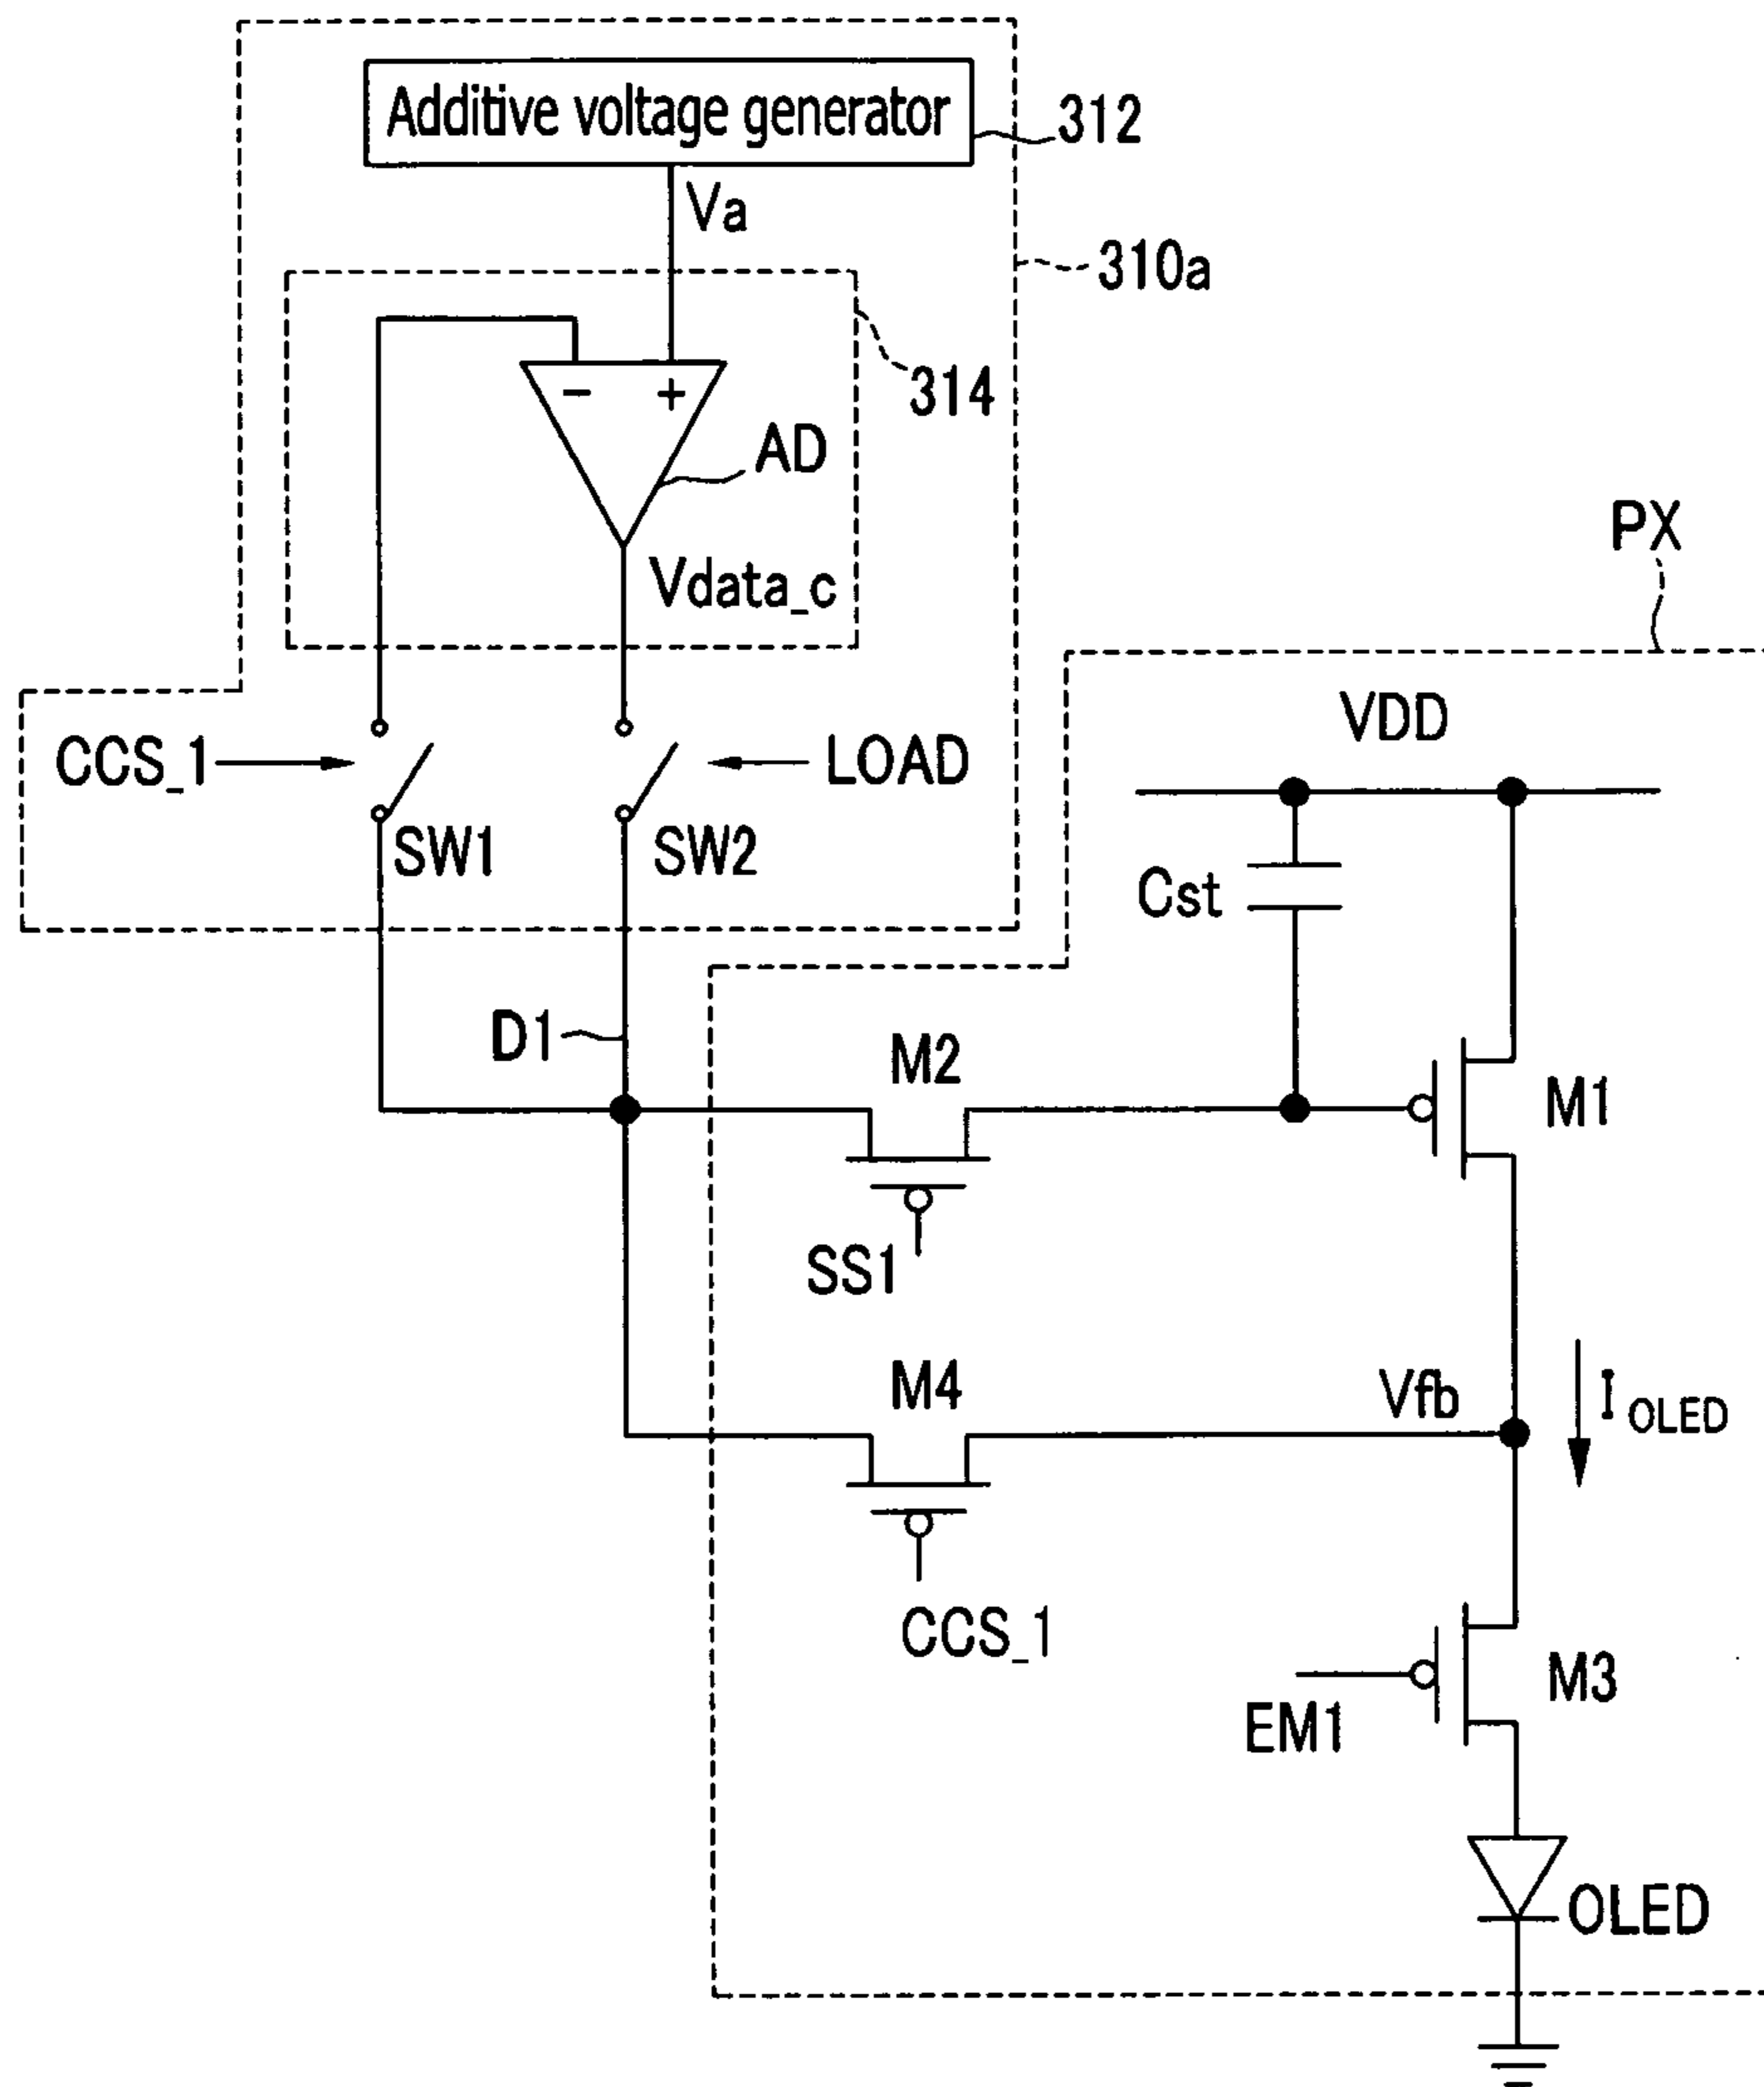 Additive voltage generator
312
Va
310a
− +
314
AD
Vdata_c
PX
VDD
CCS_1
LOAD
SW1
SW2
Cst
D1
M2
M1
SS1
M4
Vfb
I OLED
CCS_1
M3
EM1
OLED